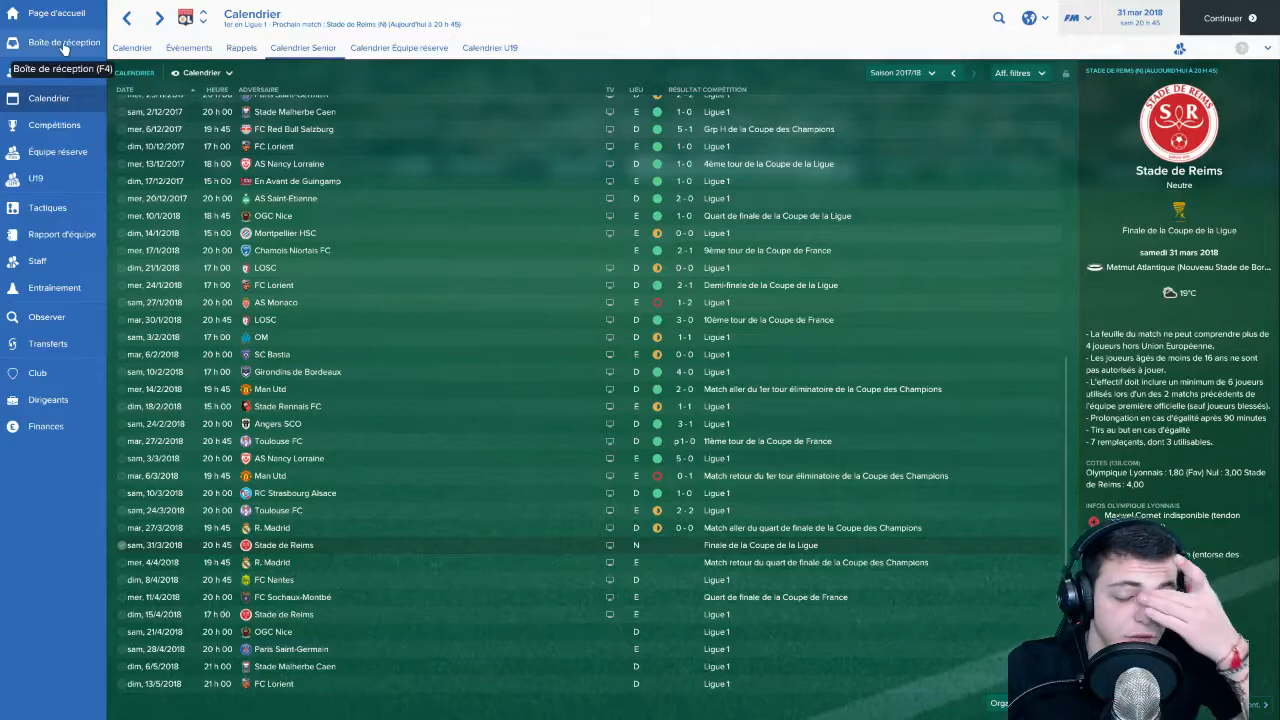 Page d'accueil
Calendrier
1er en Ligue 1 - Prochain match : Stade de Reims (N) (Aujourd'hui à 20 h 45)
FM
31 mar 2018
sam 20 h 45
Continuer
Boîte de réception
Boîte de réception (F4)
Calendrier
Compétitions
Équipe réserve
U19
Tactiques
Rapport d'équipe
Staff
Entraînement
Observer
Transferts
Club
Dirigeants
Finances
Calendrier Évènements Rappels Calendrier Senior Calendrier Équipe réserve Calendrier U19
CALENDRIER Calendrier Saison 2017/18 Aff. filtres
DATE HEURE ADVERSAIRE TV LIEU RÉSULTAT COMPÉTITION
Paris Saint-Germain D 2 - 2 Ligue 1
sam, 2/12/2017 20 h 00 Stade Malherbe Caen E 1 - 0 Ligue 1
mer, 6/12/2017 19 h 45 FC Red Bull Salzburg D 5 - 1 Grp H de la Coupe des Champions
dim, 10/12/2017 17 h 00 FC Lorient E 1 - 0 Ligue 1
mer, 13/12/2017 18 h 00 AS Nancy Lorraine D 1 - 0 4ème tour de la Coupe de la Ligue
dim, 17/12/2017 15 h 00 En Avant de Guingamp E 1 - 0 Ligue 1
mer, 20/12/2017 20 h 00 AS Saint-Etienne D 2 - 0 Ligue 1
mer, 10/1/2018 18 h 45 OGC Nice E 1 - 0 Quart de finale de la Coupe de la Ligue
dim, 14/1/2018 15 h 00 Montpellier HSC E 0 - 0 Ligue 1
mer, 17/1/2018 20 h 00 Chamois Niortais FC E 2 - 1 9ème tour de la Coupe de France
dim, 21/1/2018 17 h 00 LOSC D 0 - 0 Ligue 1
mer, 24/1/2018 17 h 00 FC Lorient D 2 - 1 Demi-finale de la Coupe de la Ligue
sam, 27/1/2018 20 h 00 AS Monaco E 1 - 2 Ligue 1
mar, 30/1/2018 20 h 45 LOSC D 3 - 0 10ème tour de la Coupe de France
sam, 3/2/2018 17 h 00 OM D 1 - 1 Ligue 1
mar, 6/2/2018 20 h 00 SC Bastia E 0 - 0 Ligue 1
sam, 10/2/2018 17 h 00 Girondins de Bordeaux D 4 - 0 Ligue 1
mer, 14/2/2018 19 h 45 Man Utd D 2 - 0 Match aller du 1er tour éliminatoire de la Coupe des Champions
dim, 18/2/2018 15 h 00 Stade Rennais FC E 1 - 1 Ligue 1
sam, 24/2/2018 20 h 00 Angers SCO D 3 - 1 Ligue 1
mar, 27/2/2018 20 h 45 Toulouse FC D p 1 - 0 11ème tour de la Coupe de France
sam, 3/3/2018 20 h 00 AS Nancy Lorraine E 5 - 0 Ligue 1
mar, 6/3/2018 19 h 45 Man Utd E 0 - 1 Match retour du 1er tour éliminatoire de la Coupe des Champions
sam, 10/3/2018 20 h 00 RC Strasbourg Alsace D 1 - 0 Ligue 1
sam, 24/3/2018 20 h 00 Toulouse FC E 2 - 2 Ligue 1
mar, 27/3/2018 19 h 45 R. Madrid D 0 - 0 Match aller du quart de finale de la Coupe des Champions
sam, 31/3/2018 20 h 45 Stade de Reims N Finale de la Coupe de la Ligue
mer, 4/4/2018 19 h 45 R. Madrid E Match retour du quart de finale de la Coupe des Champions
dim, 8/4/2018 20 h 45 FC Nantes D Ligue 1
mer, 11/4/2018 20 h 00 FC Sochaux-Montbé E Quart de finale de la Coupe de France
dim, 15/4/2018 17 h 00 Stade de Reims E Ligue 1
sam, 21/4/2018 20 h 00 OGC Nice D Ligue 1
sam, 28/4/2018 20 h 00 Paris Saint-Germain E Ligue 1
dim, 6/5/2018 21 h 00 Stade Malherbe Caen D Ligue 1
dim, 13/5/2018 21 h 00 FC Lorient D Ligue 1
STADE DE REIMS (N) (AUJOURD'HUI À 20 H 45)
STADE DE REIMS
SR
Stade de Reims
Neutre
Finale de la Coupe de la Ligue
samedi 31 mars 2018
Matmut Atlantique (Nouveau Stade de Bor...
19°C
- La feuille du match ne peut comprendre plus de
4 joueurs hors Union Européenne.
- Les joueurs âgés de moins de 16 ans ne sont
pas autorisés à jouer.
- L'effectif doit inclure un minimum de 6 joueurs
utilisés lors d'un des 2 matchs précédents de
l'équipe première officielle (sauf joueurs blessés).
- Prolongation en cas d'égalité après 90 minutes
- Tirs au but en cas d'égalité
- 7 remplaçants, dont 3 utilisables.
COTES (138.COM)
Olympique Lyonnais : 1,80 (Fav) Nul : 3,00 Stade
de Reims : 4,00
INFOS OLYMPIQUE LYONNAIS
Maxwel Cornet indisponible (tendon
(entorse des
Orga